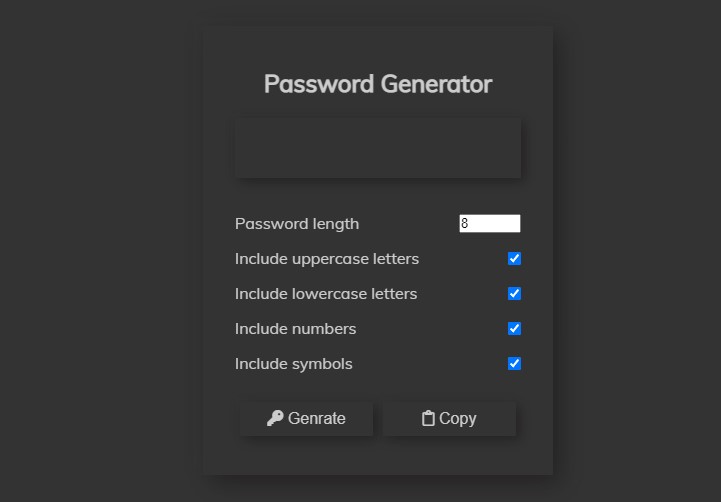 Password Generator
Password length 8
Include uppercase letters
Include lowercase letters
Include numbers
Include symbols
Genrate Copy